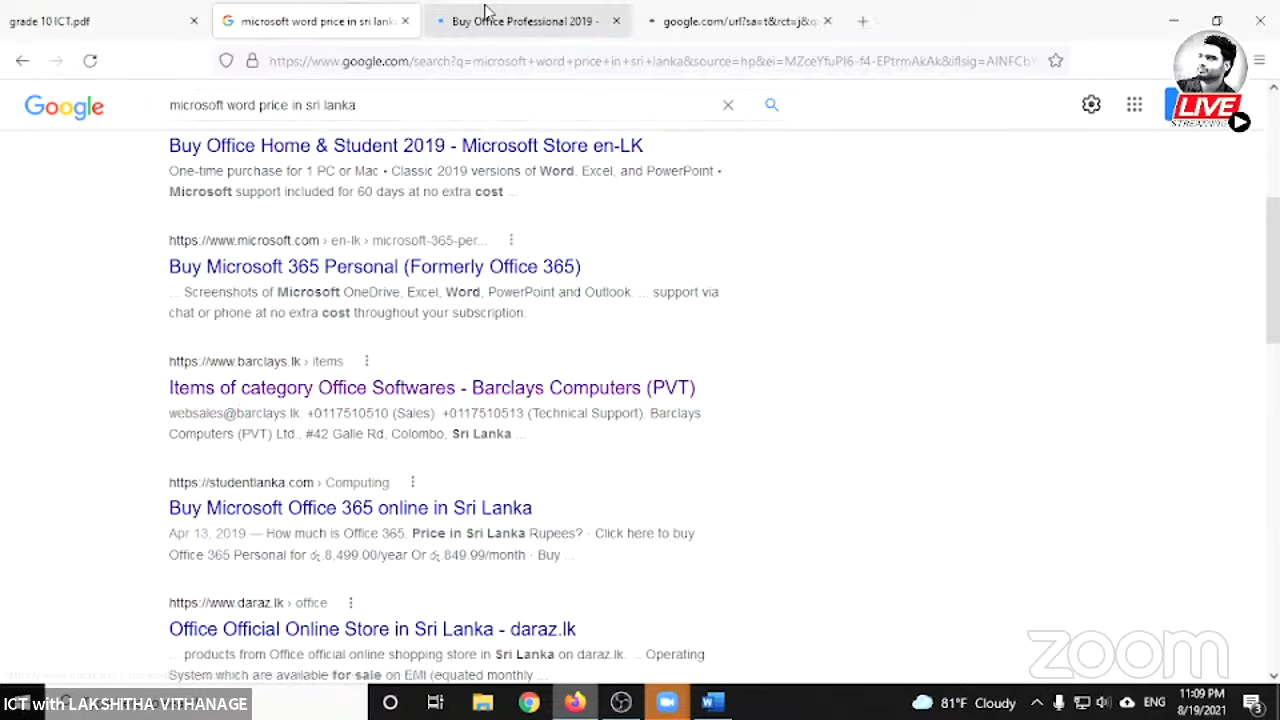 grade 10 ICT.pdf
microsoft word price in sri lanka
Buy Office Professional 2019 -
google.com/url?sa=t&rct=j&q=
https://www.google.com/search?q=microsoft+word+price+in+sri+lanka&source=hp&ei=MZceYfuPI6-f4-EPtrmAkAk&iflsig=AINFCbY
Google
microsoft word price in sri lanka
LIVE
STREAMING
Buy Office Home & Student 2019 - Microsoft Store en-LK
One-time purchase for 1 PC or Mac • Classic 2019 versions of Word, Excel, and PowerPoint •
Microsoft support included for 60 days at no extra cost ...
https://www.microsoft.com › en-lk › microsoft-365-per...
Buy Microsoft 365 Personal (Formerly Office 365)
... Screenshots of Microsoft OneDrive, Excel, Word, PowerPoint and Outlook. ... support via
chat or phone at no extra cost throughout your subscription.
https://www.barclays.lk › items
Items of category Office Softwares - Barclays Computers (PVT)
websales@barclays.lk. +0117510510 (Sales). +0117510513 (Technical Support). Barclays
Computers (PVT) Ltd., #42 Galle Rd, Colombo, Sri Lanka ...
https://studentlanka.com › Computing
Buy Microsoft Office 365 online in Sri Lanka
Apr 13, 2019 — How much is Office 365. Price in Sri Lanka Rupees? · Click here to buy
Office 365 Personal for රු.8,499.00/year Or රු.849.99/month · Buy ...
https://www.daraz.lk › office
Office Official Online Store in Sri Lanka - daraz.lk
... products from Office official online shopping store in Sri Lanka on daraz.lk. ... Operating
System which are available for sale on EMI (equated monthly ...
zoom
ICT with LAKSHITHA VITHANAGE
81°F Cloudy
ENG
11:09 PM
8/19/2021
3